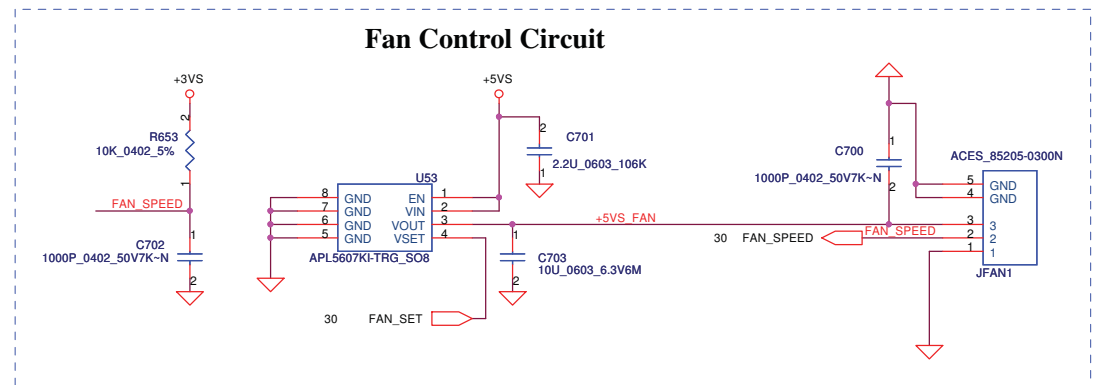 Fan Control Circuit
+3VS
2
R653
10K_0402_5%
1
FAN_SPEED
C702
1
1000P_0402_50V7K~N
2
U53
8 GND EN 1
7 GND VIN 2
6 GND VOUT 3
5 GND VSET 4
APL5607KI-TRG_SO8
+5VS
2
C701
2.2U_0603_106K
1
+5VS_FAN
1
C703
10U_0603_6.3V6M
2
30 FAN_SET
C700
1
1000P_0402_50V7K~N
2
30 FAN_SPEED
FAN_SPEED
ACES_85205-0300N
5 GND
4 GND
3 3
2 2
1 1
JFAN1